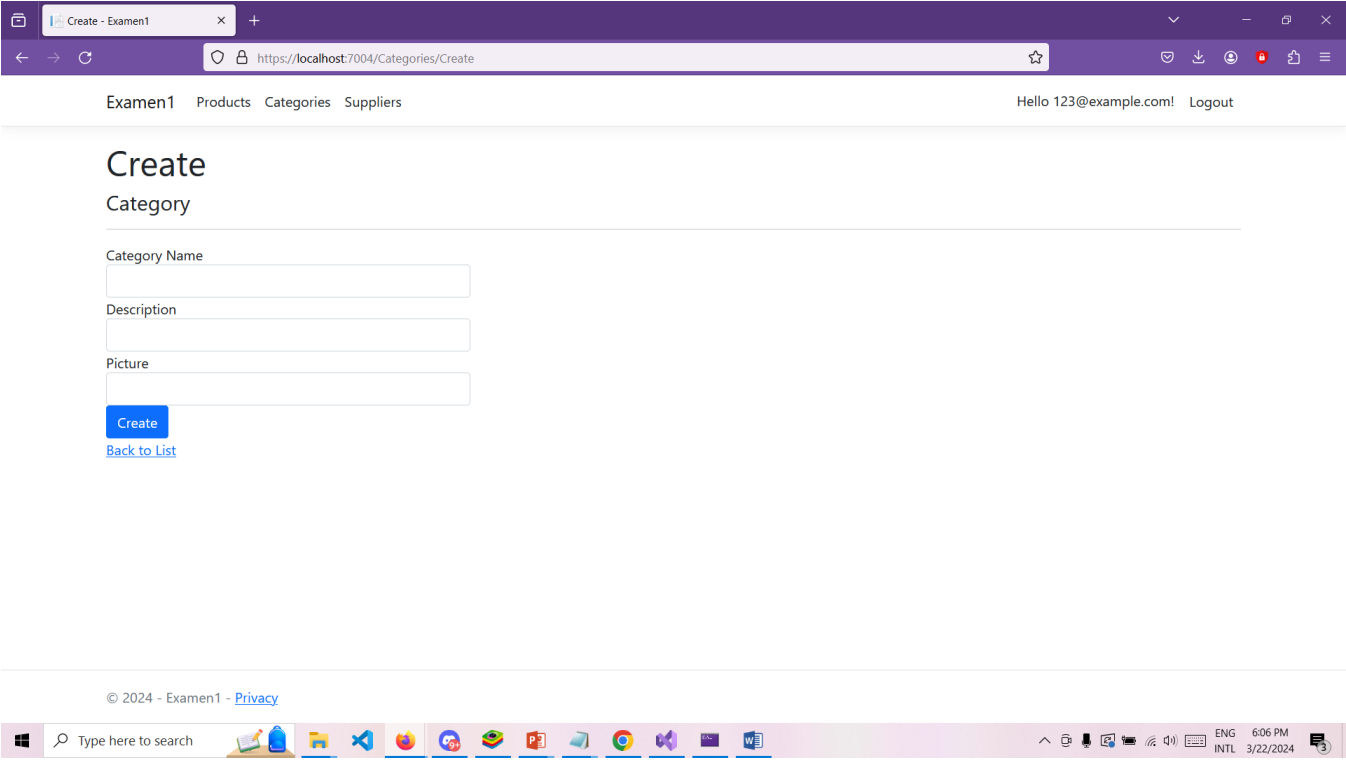 Create - Examen1
https://localhost:7004/Categories/Create
Examen1 Products Categories Suppliers Hello 123@example.com! Logout
Create
Category
Category Name
Description
Picture
Create
Back to List
© 2024 - Examen1 - Privacy
Type here to search 9+ ENG 6:06 PM
INTL 3/22/2024 3